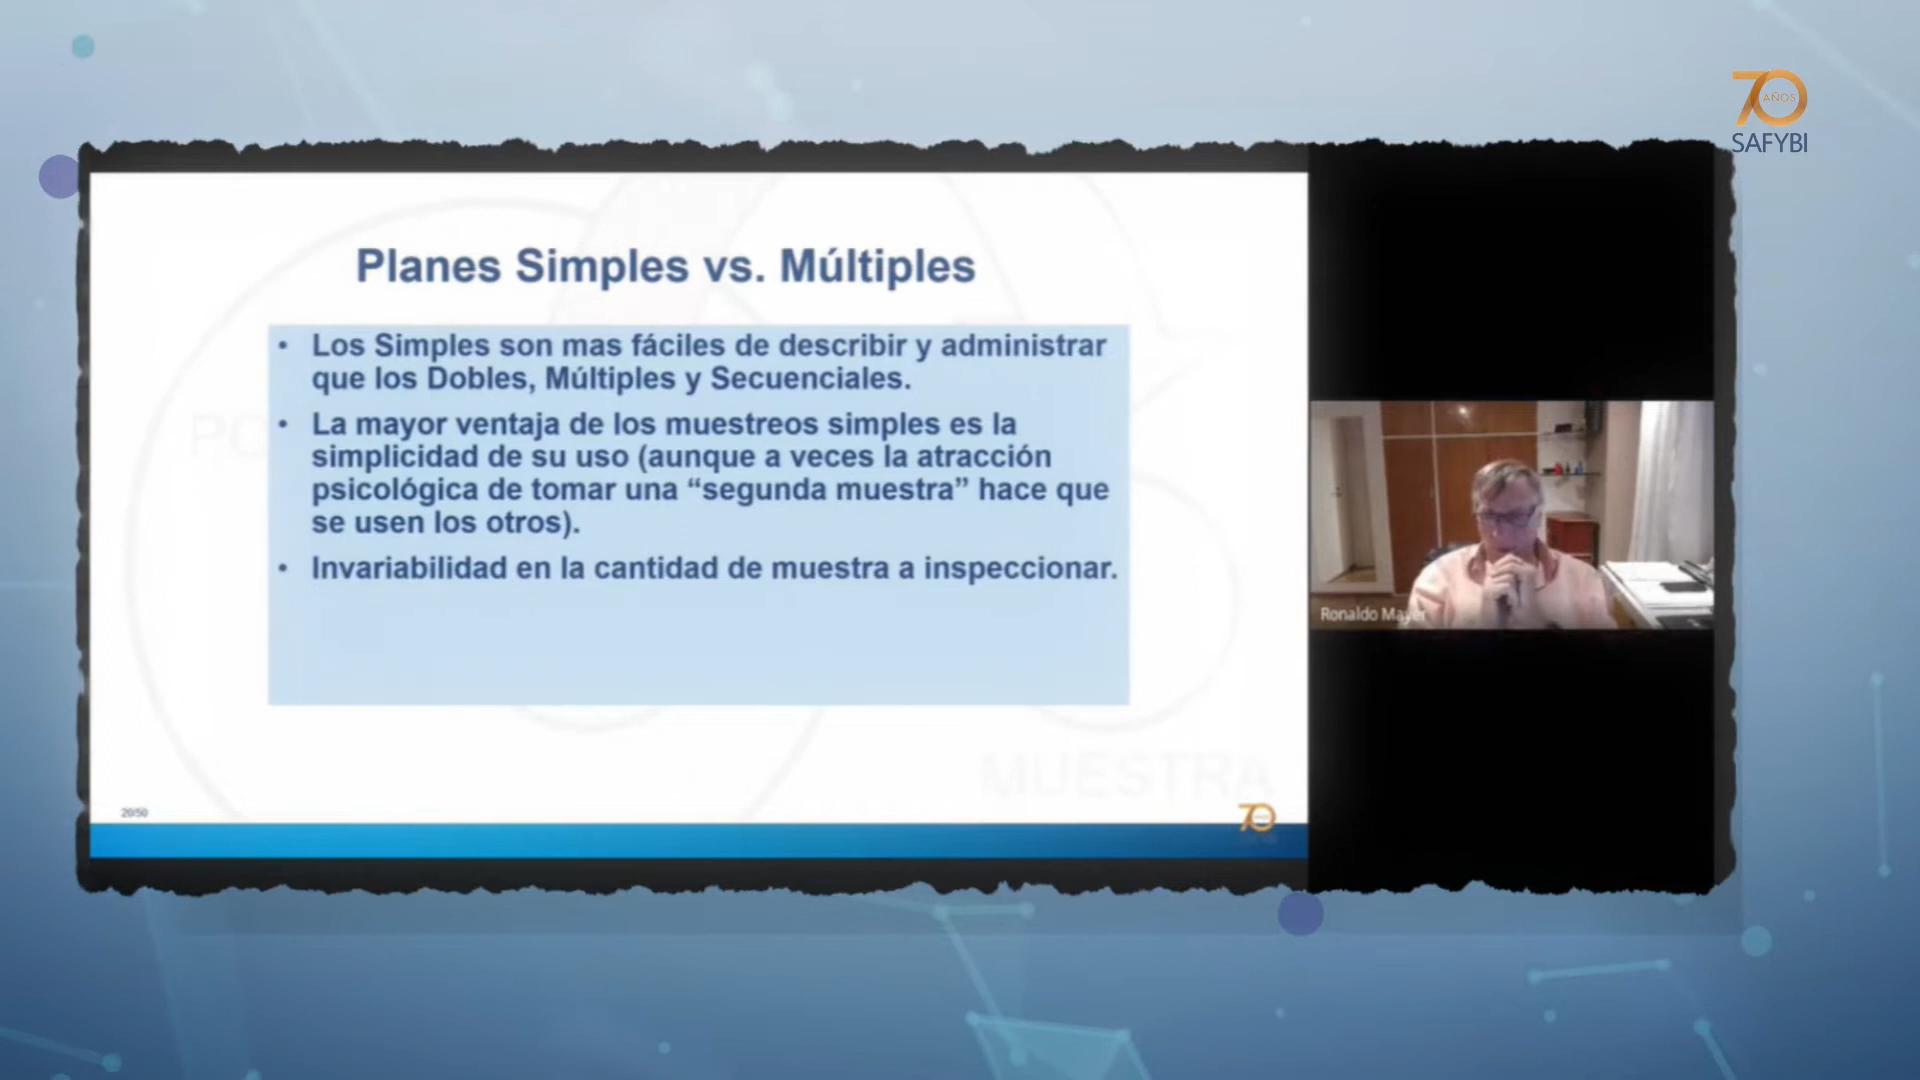 70
AÑOS
SAFYBI
Planes Simples vs. Múltiples
• Los Simples son mas fáciles de describir y administrar
que los Dobles, Múltiples y Secuenciales.
• La mayor ventaja de los muestreos simples es la
simplicidad de su uso (aunque a veces la atracción
psicológica de tomar una “segunda muestra” hace que
se usen los otros).
• Invariabilidad en la cantidad de muestra a inspeccionar.
Ronaldo Mayer
MUESTRA
20/50
70